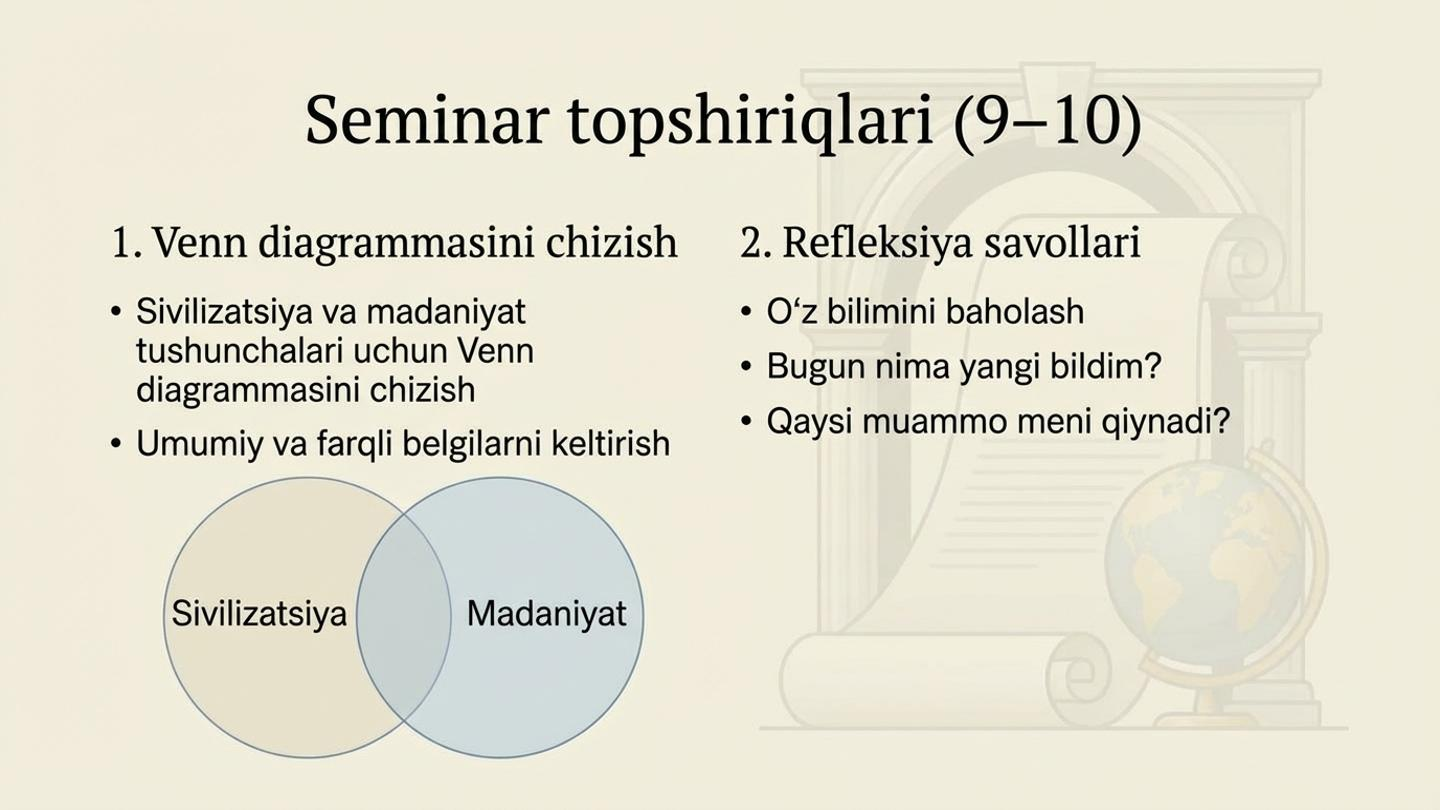 Seminar topshiriqlari (9–10)
1. Venn diagrammasini chizish
• Sivilizatsiya va madaniyat
tushunchalari uchun Venn
diagrammasini chizish
• Umumiy va farqli belgilarni keltirish
Sivilizatsiya
Madaniyat
2. Refleksiya savollari
• O‘z bilimini baholash
• Bugun nima yangi bildim?
• Qaysi muammo meni qiynadi?